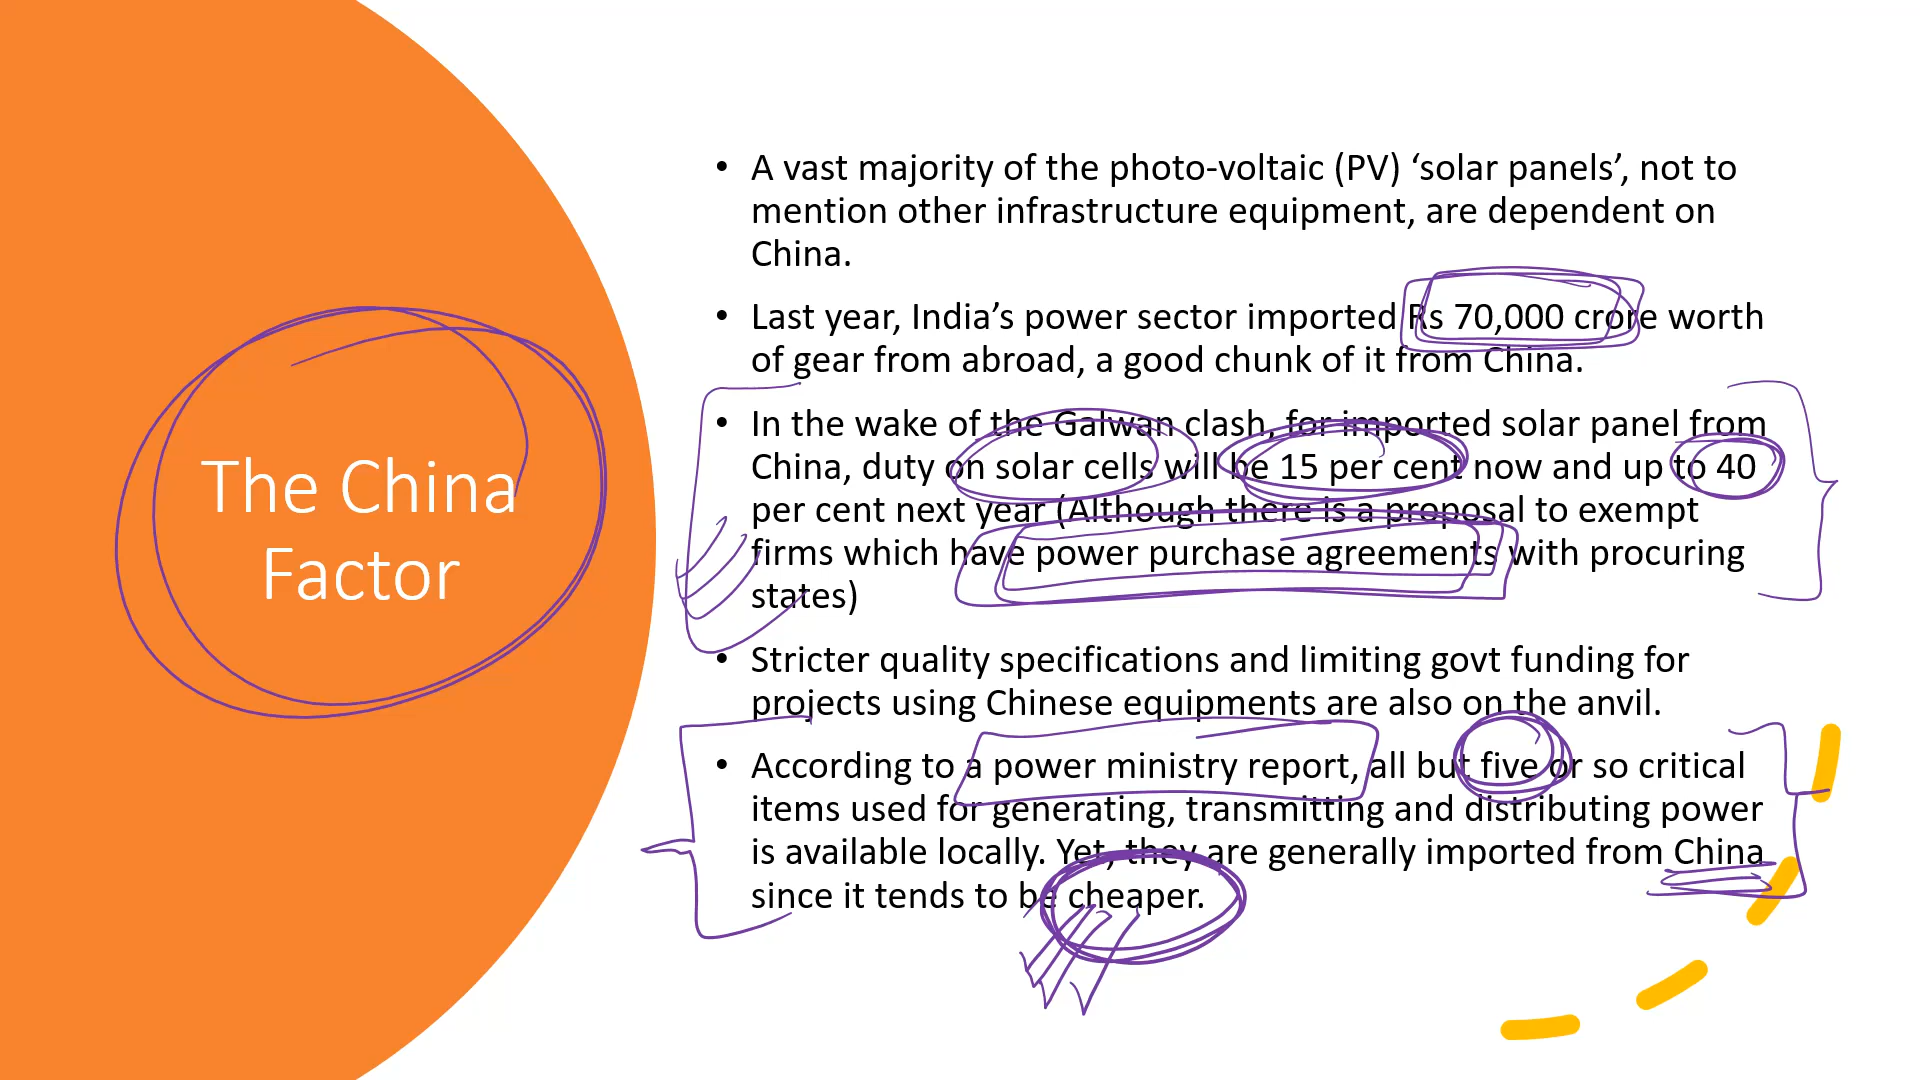 The China
Factor
• A vast majority of the photo-voltaic (PV) ‘solar panels’, not to
mention other infrastructure equipment, are dependent on
China.
• Last year, India’s power sector imported Rs 70,000 crore worth
of gear from abroad, a good chunk of it from China.
• In the wake of the Galwan clash, for imported solar panel from
China, duty on solar cells will be 15 per cent now and up to 40
per cent next year (Although there is a proposal to exempt
firms which have power purchase agreements with procuring
states)
• Stricter quality specifications and limiting govt funding for
projects using Chinese equipments are also on the anvil.
• According to a power ministry report, all but five or so critical
items used for generating, transmitting and distributing power
is available locally. Yet, they are generally imported from China
since it tends to be cheaper.